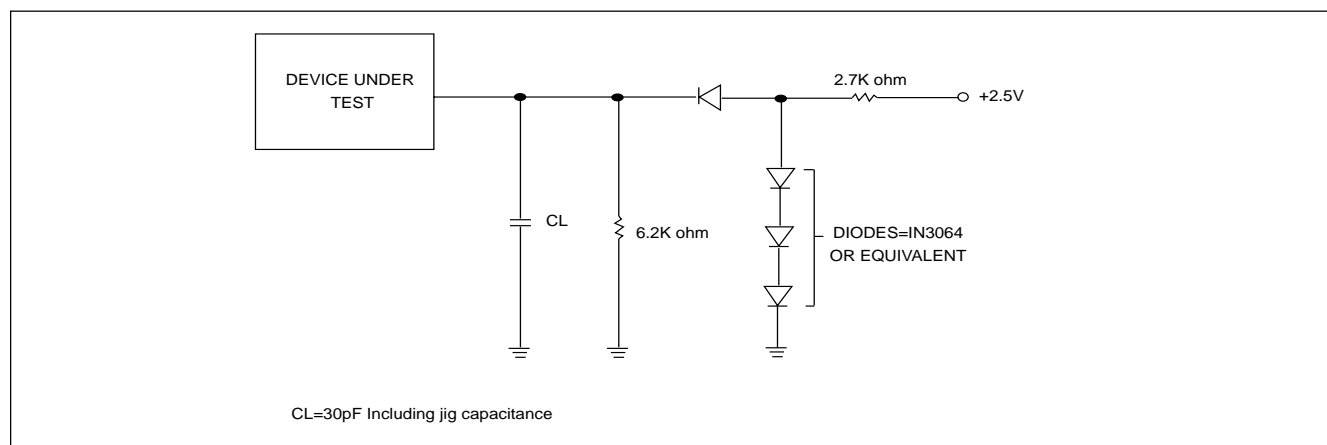 DEVICE UNDER
TEST
2.7K ohm
+2.5V
CL
6.2K ohm
DIODES=IN3064
OR EQUIVALENT
CL=30pF Including jig capacitance